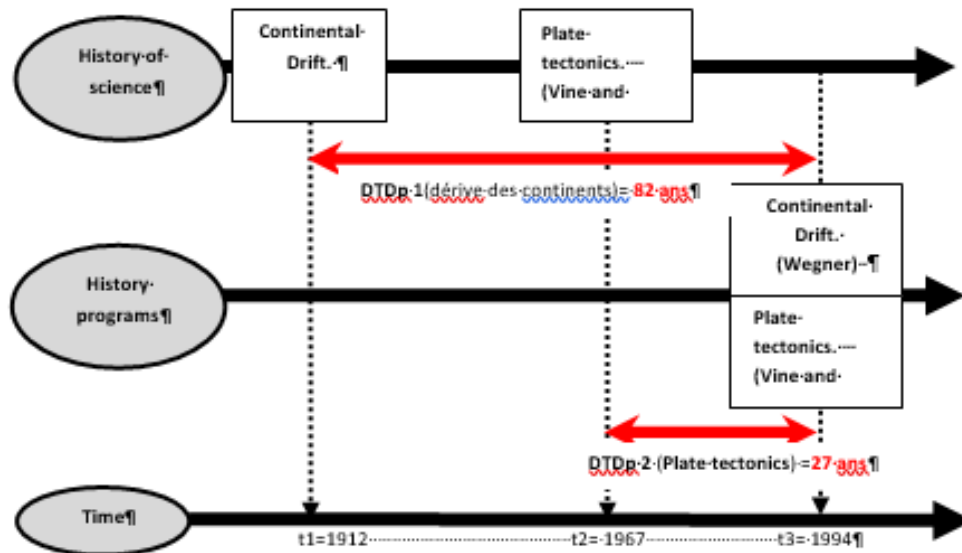 History·of·
science¶
Continental·
Drift.·¶
Plate·
tectonics.····
(Vine·and·
DTDp·1(dérive·des·continents)=·82·ans¶
Continental·
Drift.·
(Wegner)·¶
History·
programs¶
Plate·
tectonics.····
(Vine·and·
DTDp·2·(Plate·tectonics)·=27·ans¶
Time¶
t1=1912·······························t2=·1967···················t3=·1994¶